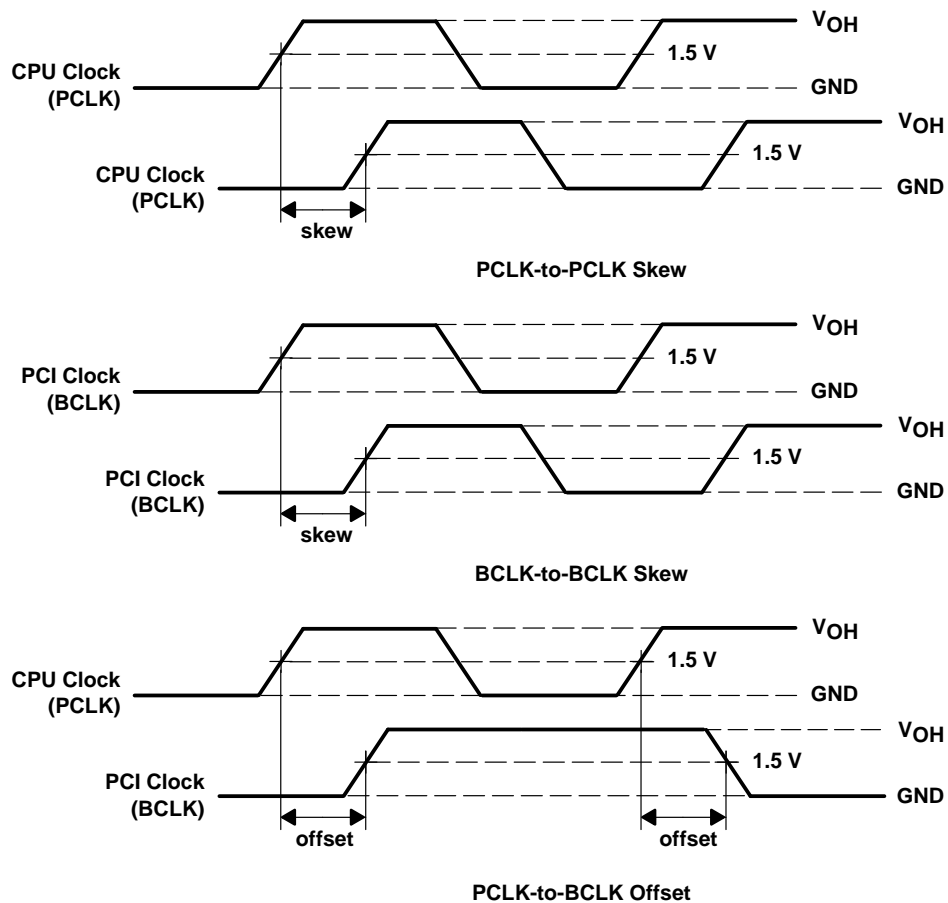 VOH
1.5 V
CPU Clock
(PCLK)
GND
VOH
1.5 V
CPU Clock
(PCLK)
GND
skew
PCLK-to-PCLK Skew
VOH
1.5 V
PCI Clock
(BCLK)
GND
VOH
1.5 V
PCI Clock
(BCLK)
GND
skew
BCLK-to-BCLK Skew
VOH
1.5 V
CPU Clock
(PCLK)
GND
VOH
1.5 V
PCI Clock
(BCLK)
GND
offset
offset
PCLK-to-BCLK Offset